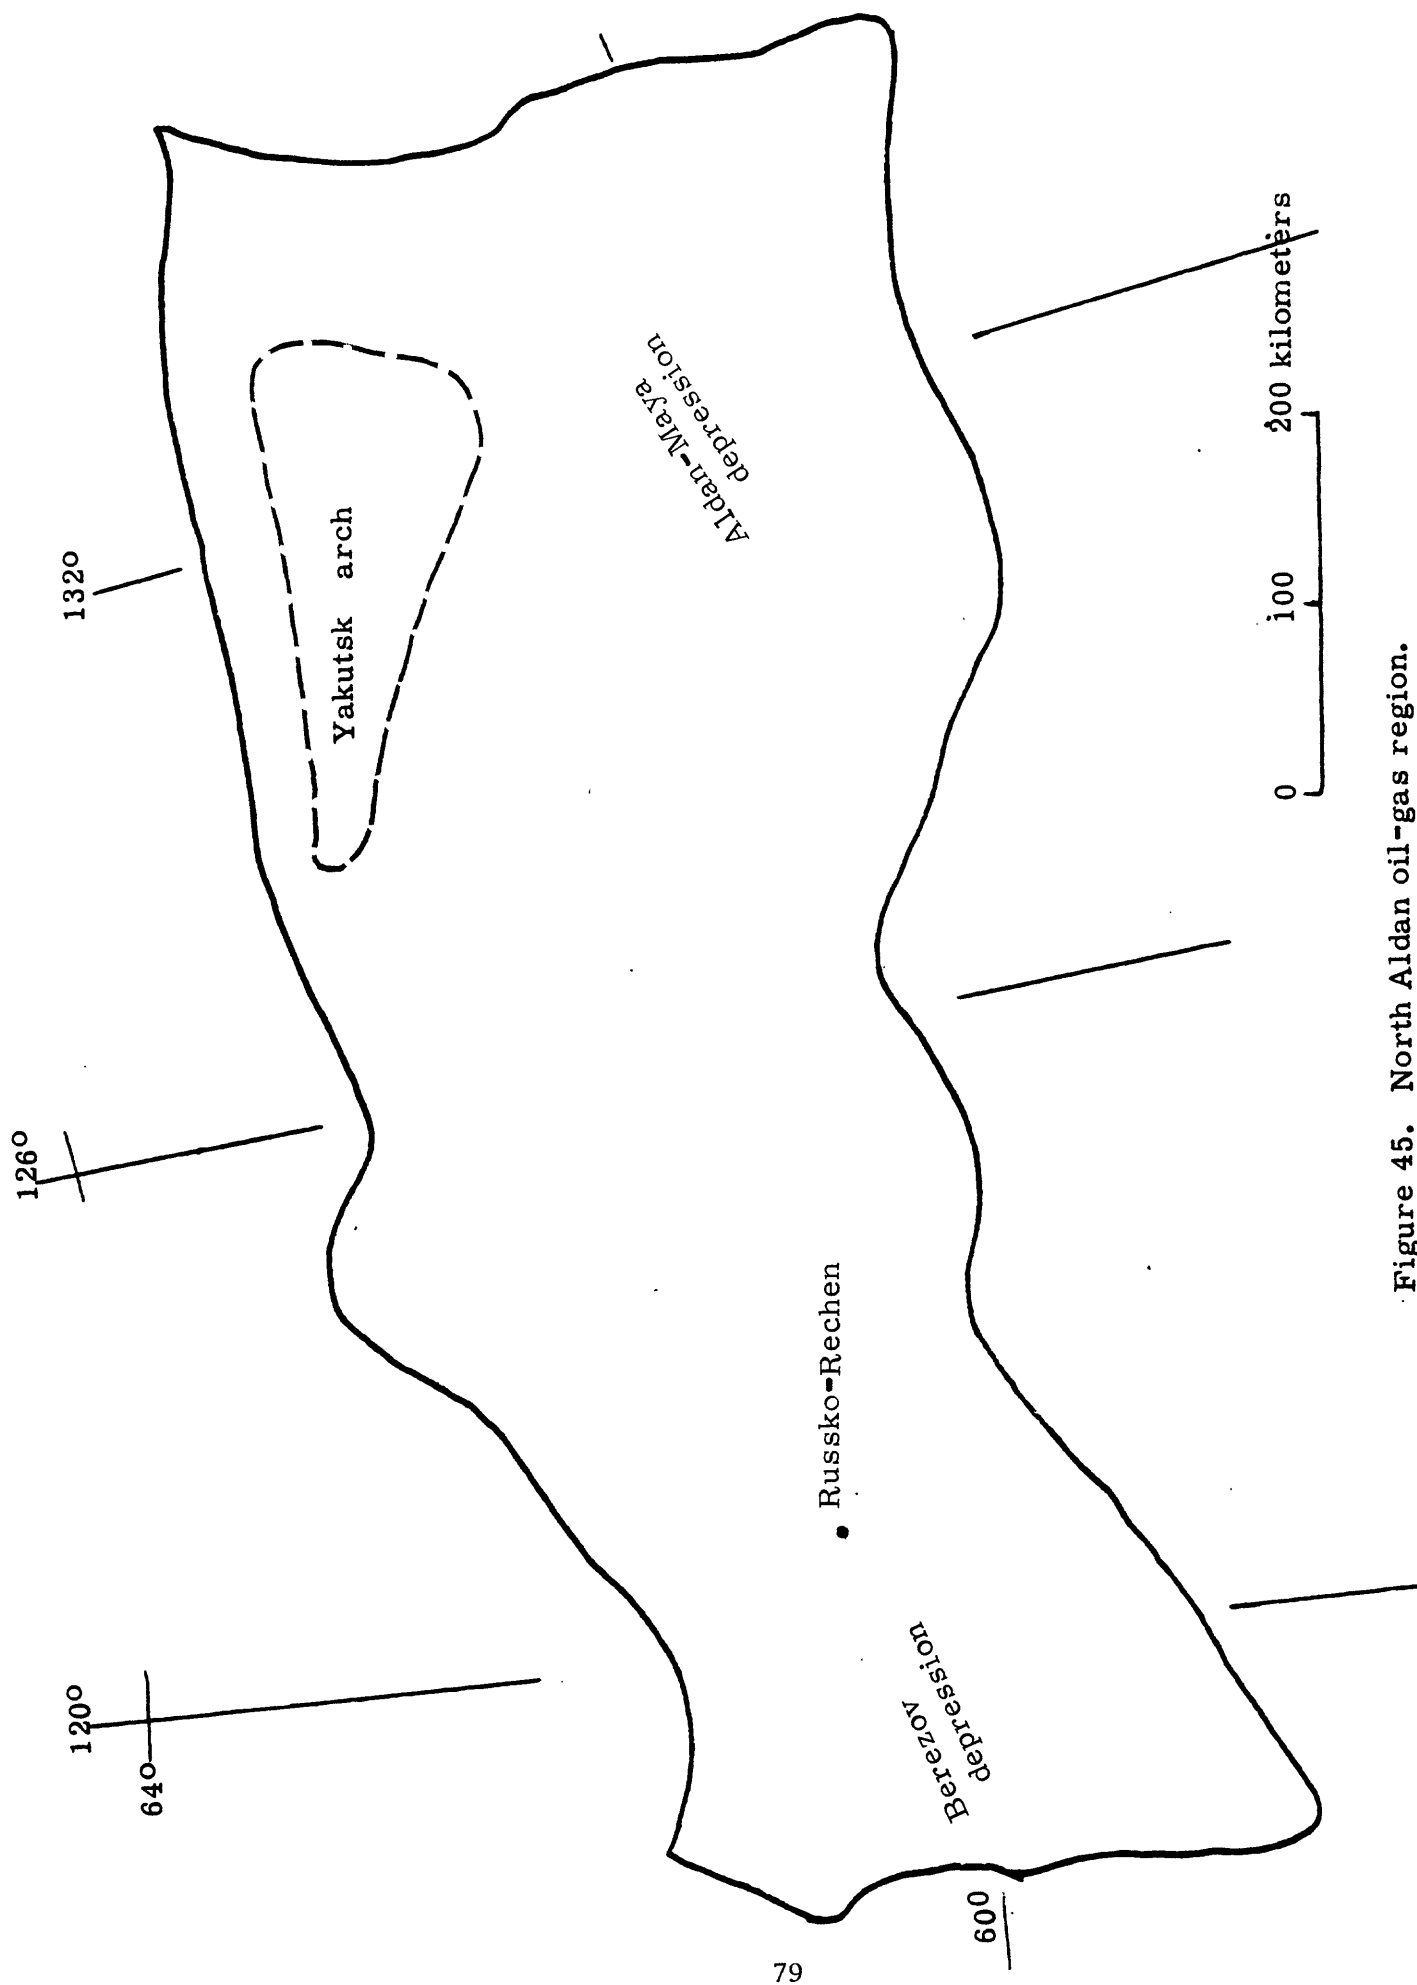 120°
126°
132°
64°
60°
Yakutsk arch
Aldan-Maya
depression
Russko-Rechen
Berezov
depression
0 100 200 kilometers
Figure 45. North Aldan oil-gas region.
79